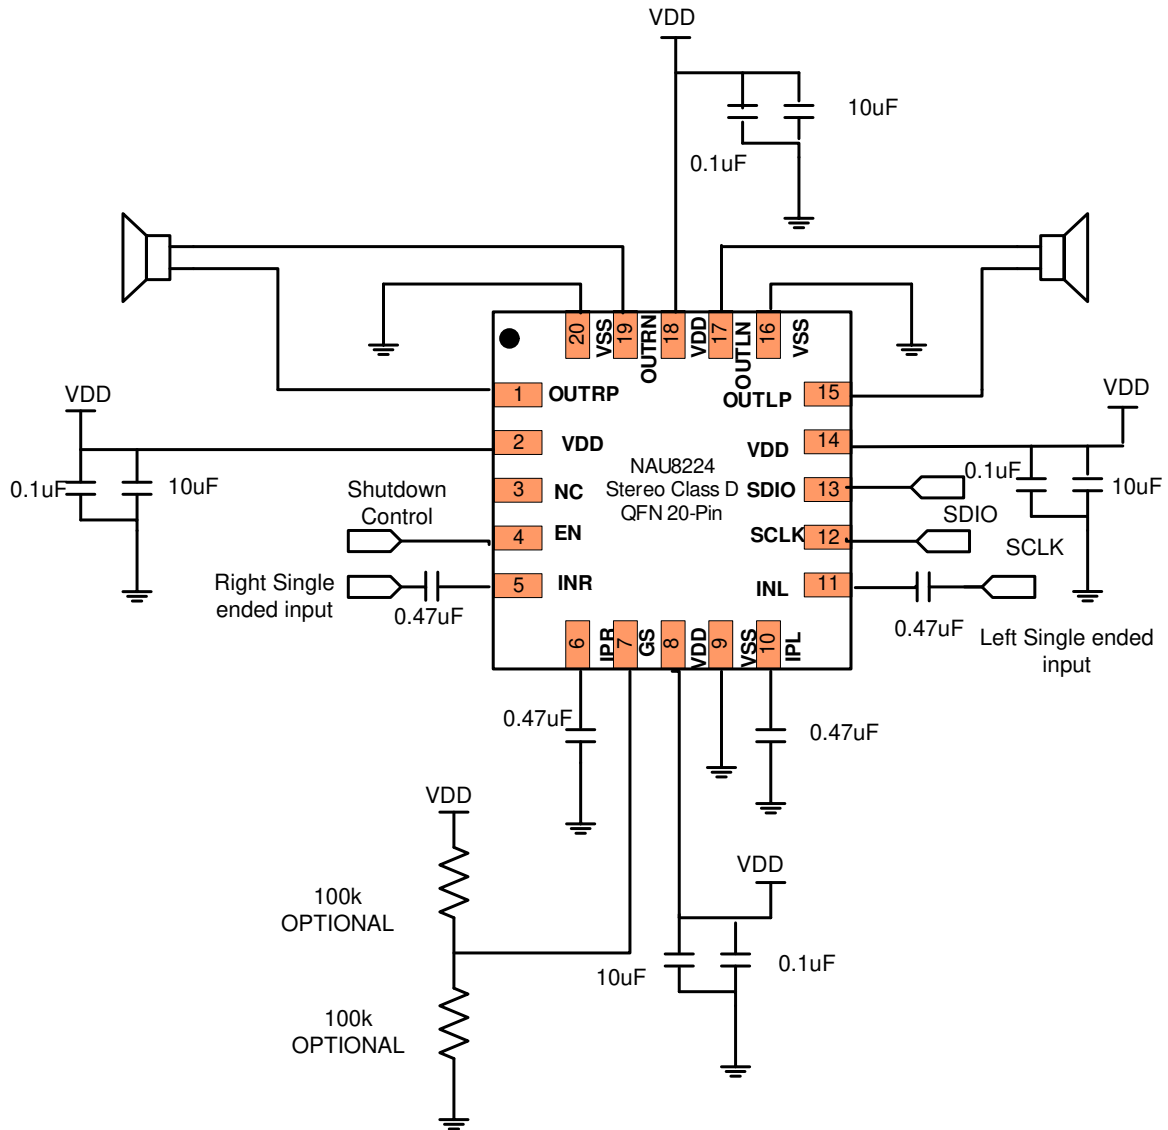 VDD
10uF
0.1uF
20
VSS
19
OUTRN
18
VDD
17
OUTLN
16
VSS
1
OUTRP
15
OUTLP
VDD
VDD
2
VDD
14
VDD
0.1uF
10uF
0.1uF
10uF
NAU8224
Stereo Class D
QFN 20-Pin
3
NC
13
SDIO
SDIO
Shutdown
Control
4
EN
12
SCLK
SCLK
Right Single
ended input
0.47uF
5
INR
11
INL
0.47uF
Left Single ended
input
6
IPR
7
GS
8
VDD
9
VSS
10
IPL
0.47uF
0.47uF
VDD
100k
OPTIONAL
100k
OPTIONAL
VDD
10uF
0.1uF